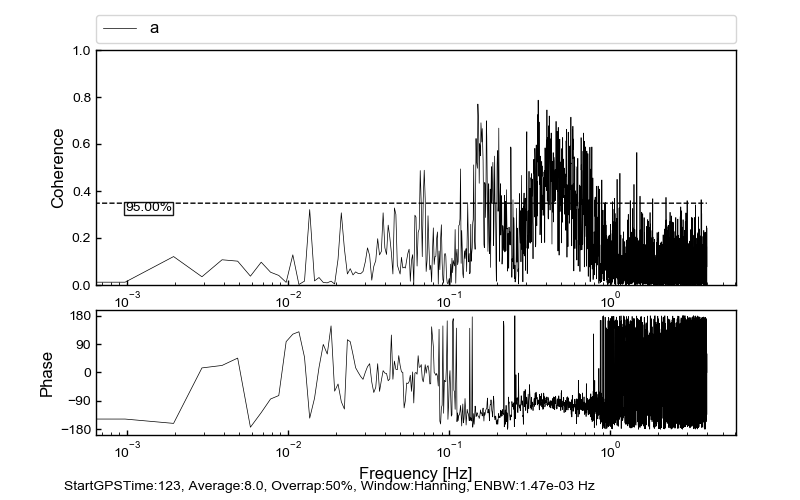 a
1.0
0.8
0.6
0.4
0.2
0.0
Coherence
95.00%
10⁻³ 10⁻² 10⁻¹ 10⁰
180
90
0
−90
−180
Phase
10⁻³ 10⁻² 10⁻¹ 10⁰
Frequency [Hz]
StartGPSTime:123, Average:8.0, Overrap:50%, Window:Hanning, ENBW:1.47e-03 Hz